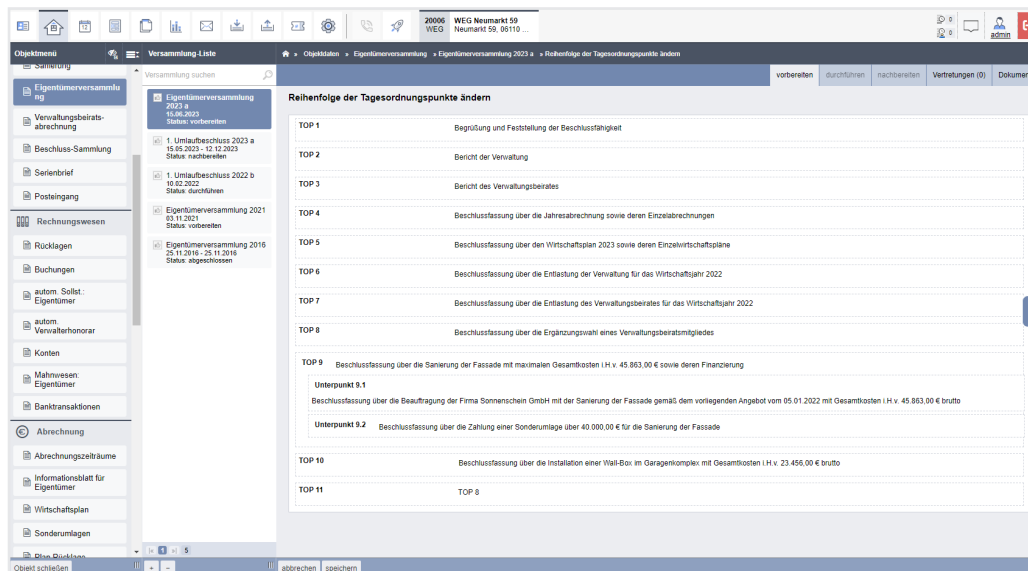 20006 WEG Neumarkt 59
WEG Neumarkt 59, 06110 ...
0
0
admin
Objektmenü
Versammlung-Liste
» Objektdaten » Eigentümerversammlung » Eigentümerversammlung 2023 a » Reihenfolge der Tagesordnungspunkte ändern
Sanierung
Eigentümerversammlu
ng
Verwaltungsbeirats-
abrechnung
Beschluss-Sammlung
Serienbrief
Posteingang
Rechnungswesen
Rücklagen
Buchungen
autom. Sollst.:
Eigentümer
autom.
Verwalterhonorar
Konten
Mahnwesen:
Eigentümer
Banktransaktionen
Abrechnung
Abrechnungszeiträume
Informationsblatt für
Eigentümer
Wirtschaftsplan
Sonderumlagen
Plan-Rücklage
Objekt schließen
Versammlung suchen
Eigentümerversammlung
2023 a
15.06.2023
Status: vorbereiten
1. Umlaufbeschluss 2023 a
15.05.2023 - 12.12.2023
Status: nachbereiten
1. Umlaufbeschluss 2022 b
10.02.2022
Status: durchführen
Eigentümerversammlung 2021
03.11.2021
Status: vorbereiten
Eigentümerversammlung 2016
25.11.2016 - 25.11.2016
Status: abgeschlossen
1 5
+ -
vorbereiten durchführen nachbereiten Vertretungen (0) Dokumen
Reihenfolge der Tagesordnungspunkte ändern
TOP 1 Begrüßung und Feststellung der Beschlussfähigkeit
TOP 2 Bericht der Verwaltung
TOP 3 Bericht des Verwaltungsbeirates
TOP 4 Beschlussfassung über die Jahresabrechnung sowie deren Einzelabrechnungen
TOP 5 Beschlussfassung über den Wirtschaftsplan 2023 sowie deren Einzelwirtschaftspläne
TOP 6 Beschlussfassung über die Entlastung der Verwaltung für das Wirtschaftsjahr 2022
TOP 7 Beschlussfassung über die Entlastung des Verwaltungsbeirates für das Wirtschaftsjahr 2022
TOP 8 Beschlussfassung über die Ergänzungswahl eines Verwaltungsbeiratsmitgliedes
TOP 9 Beschlussfassung über die Sanierung der Fassade mit maximalen Gesamtkosten i.H.v. 45.863,00 € sowie deren Finanzierung
Unterpunkt 9.1
Beschlussfassung über die Beauftragung der Firma Sonnenschein GmbH mit der Sanierung der Fassade gemäß dem vorliegenden Angebot vom 05.01.2022 mit Gesamtkosten i.H.v. 45.863,00 € brutto
Unterpunkt 9.2 Beschlussfassung über die Zahlung einer Sonderumlage über 40.000,00 € für die Sanierung der Fassade
TOP 10 Beschlussfassung über die Installation einer Wall-Box im Garagenkomplex mit Gesamtkosten i.H.v. 23.456,00 € brutto
TOP 11 TOP 8
abbrechen speichern